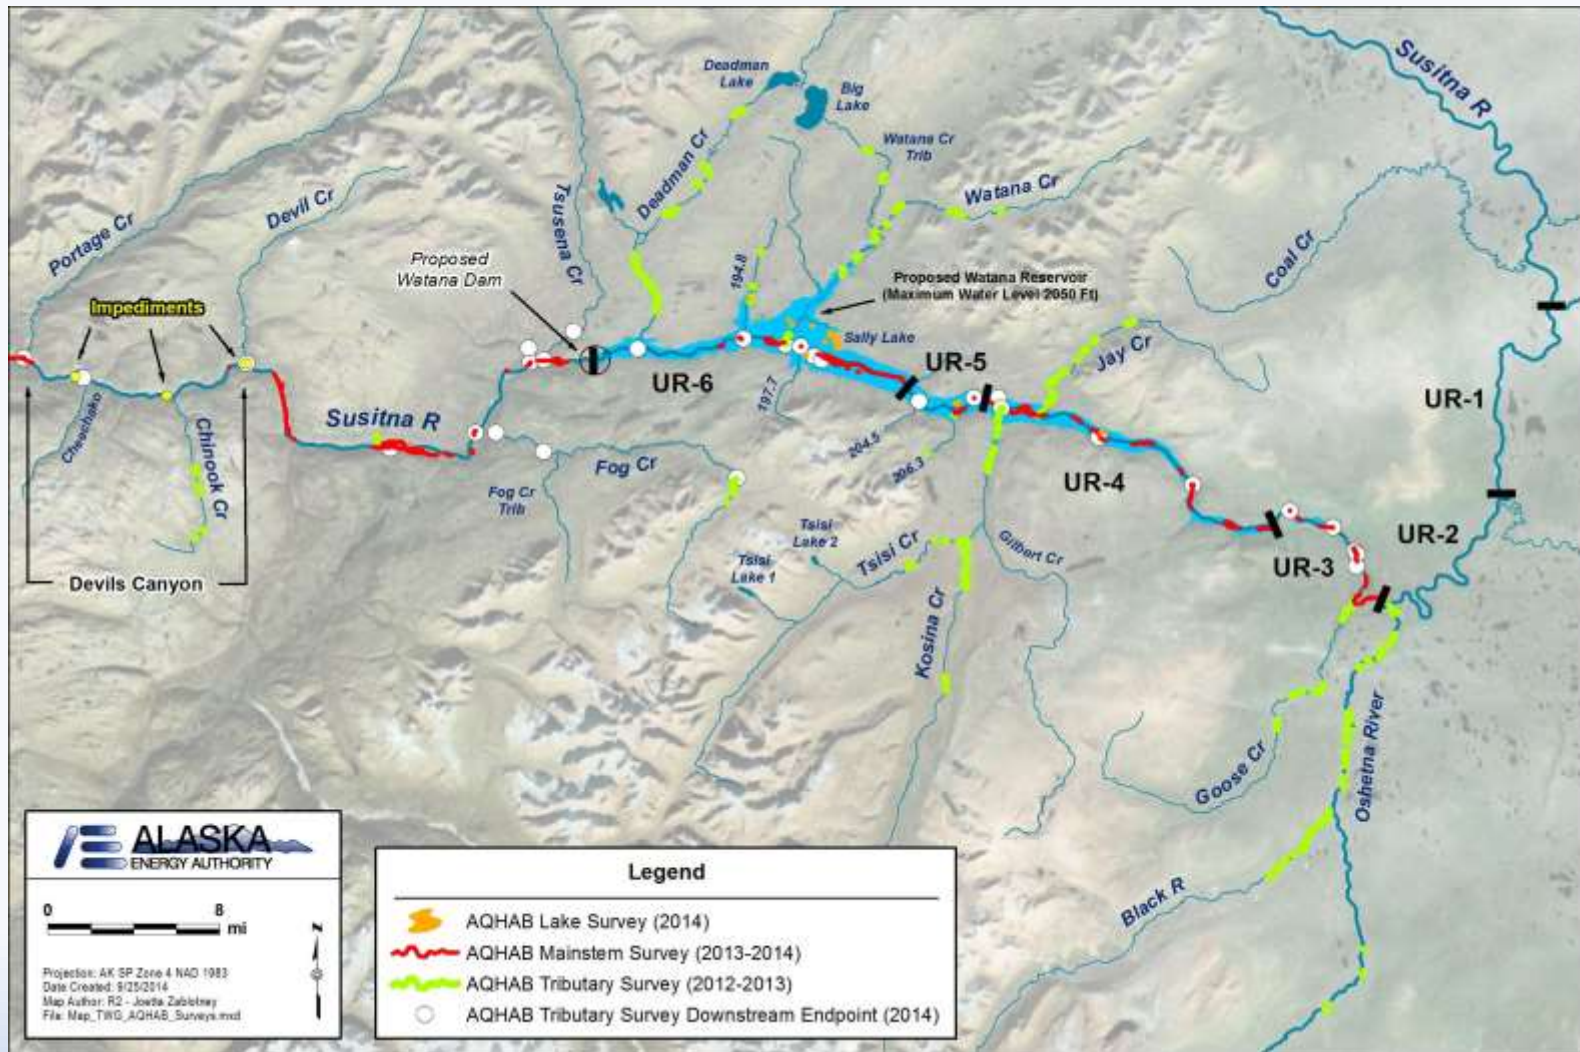 Susitna R
Deadman
Lake
Big
Lake
Deadman Cr
Watana Cr
Trib
Watana Cr
Portage Cr
Devil Cr
Tsusena Cr
Coal Cr
Proposed
Watana Dam
194.8
Proposed Watana Reservoir
(Maximum Water Level 2050 Ft)
Impediments
Sally Lake
Jay Cr
UR-5
UR-6
UR-1
Cheechako
Chinook Cr
Susitna R
197.7
204.5
206.3
Fog Cr
Fog Cr
Trib
UR-4
UR-2
UR-3
Tsisi
Lake 2
Tsisi Cr
Gilbert Cr
Tsisi
Lake 1
Devils Canyon
Kosina Cr
Goose Cr
Oshetna River
Black R
ALASKA
ENERGY AUTHORITY
0 8
mi
N
Projection: AK SP Zone 4 NAD 1983
Date Created: 9/25/2014
Map Author: R2 - Joetta Zablotney
File: Map_TWG_AQHAB_Surveys.mxd
Legend
AQHAB Lake Survey (2014)
AQHAB Mainstem Survey (2013-2014)
AQHAB Tributary Survey (2012-2013)
AQHAB Tributary Survey Downstream Endpoint (2014)